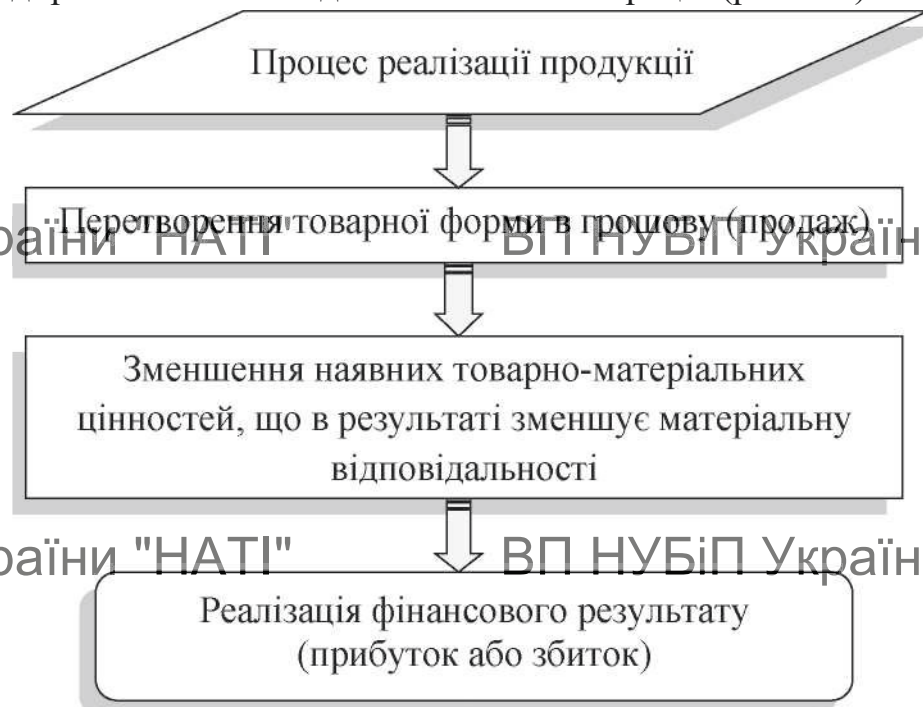 Процес реалізації продукції
Перетворення товарної форми в грошову (продаж)
раїни "НАТІ" ВП НУБіП Україн
Зменшення наявних товарно-матеріальних
цінностей, що в результаті зменшує матеріальну
відповідальності
раїни "НАТІ" ВП НУБіП Україн
Реалізація фінансового результату
(прибуток або збиток)